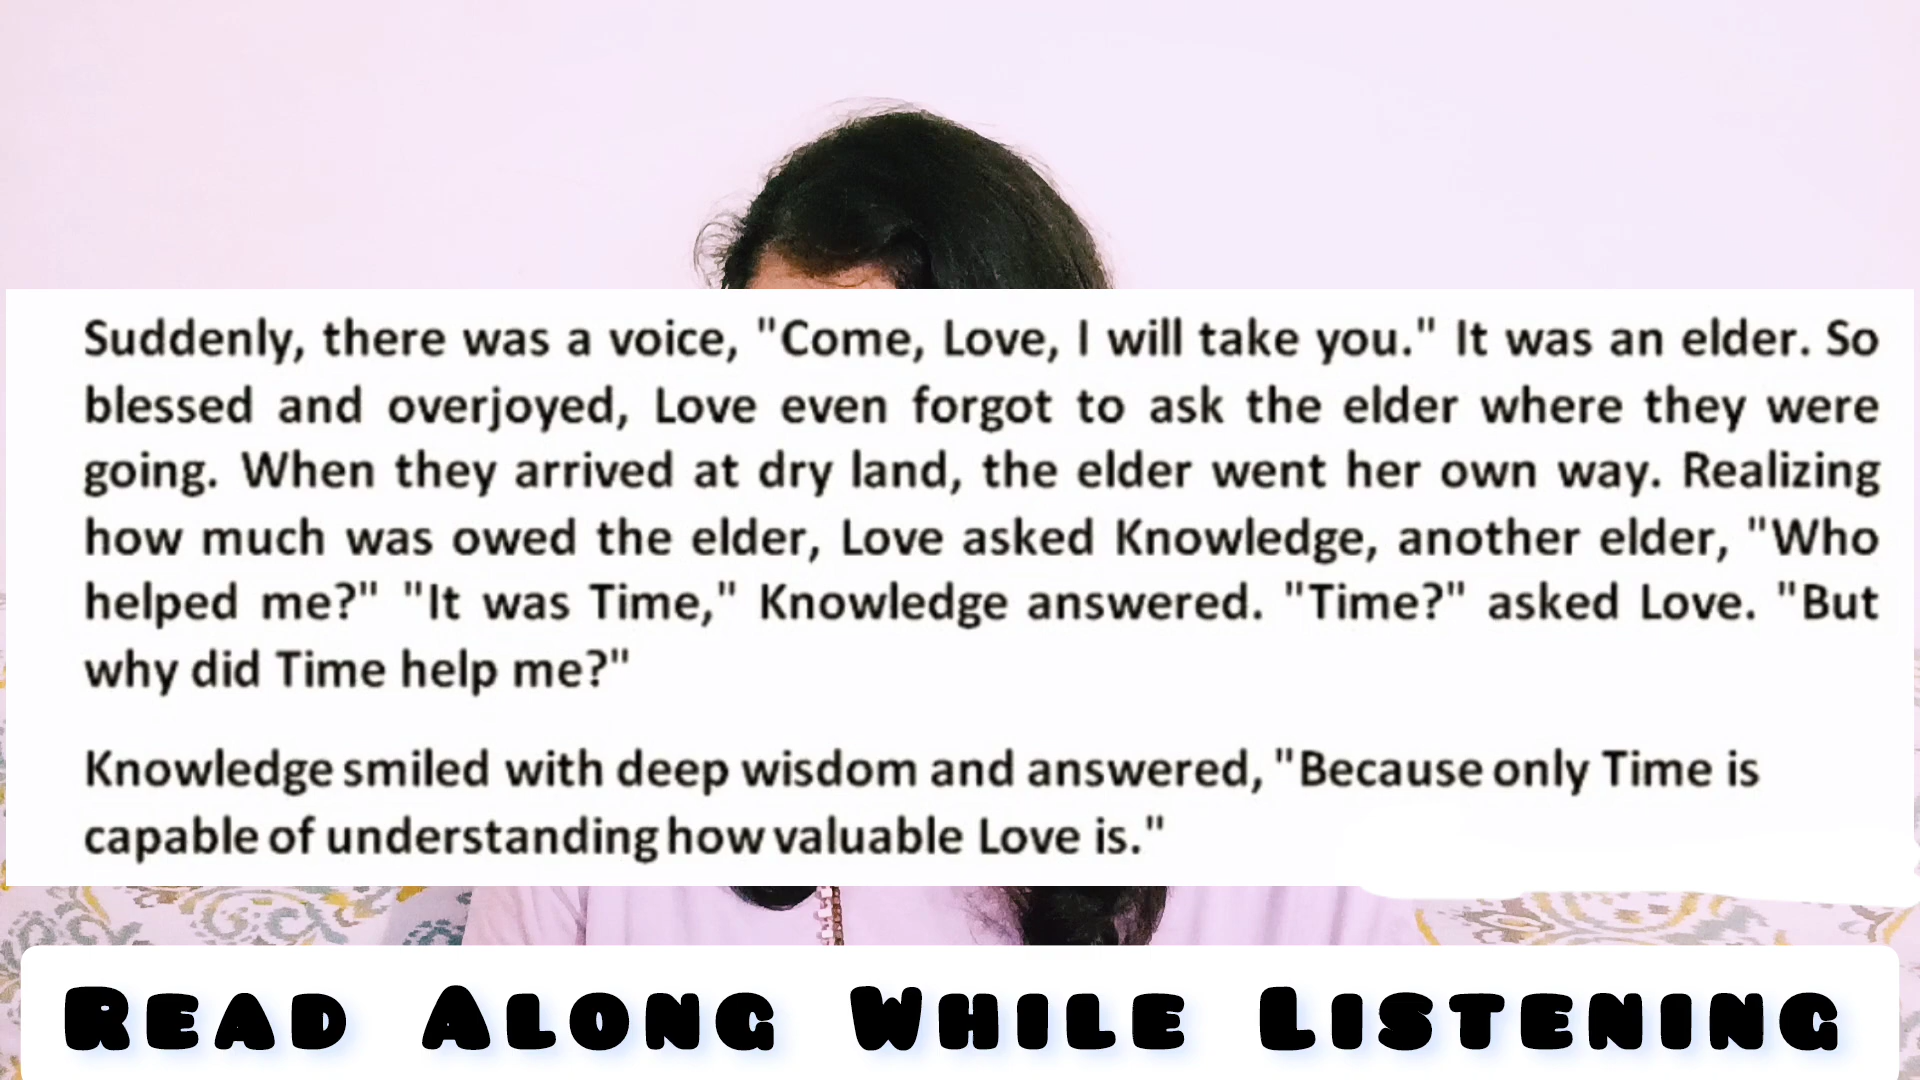 Suddenly, there was a voice, "Come, Love, I will take you." It was an elder. So
blessed and overjoyed, Love even forgot to ask the elder where they were
going. When they arrived at dry land, the elder went her own way. Realizing
how much was owed the elder, Love asked Knowledge, another elder, "Who
helped me?" "It was Time," Knowledge answered. "Time?" asked Love. "But
why did Time help me?"
Knowledge smiled with deep wisdom and answered, "Because only Time is
capable of understanding how valuable Love is."
READ ALONG WHILE LISTENING